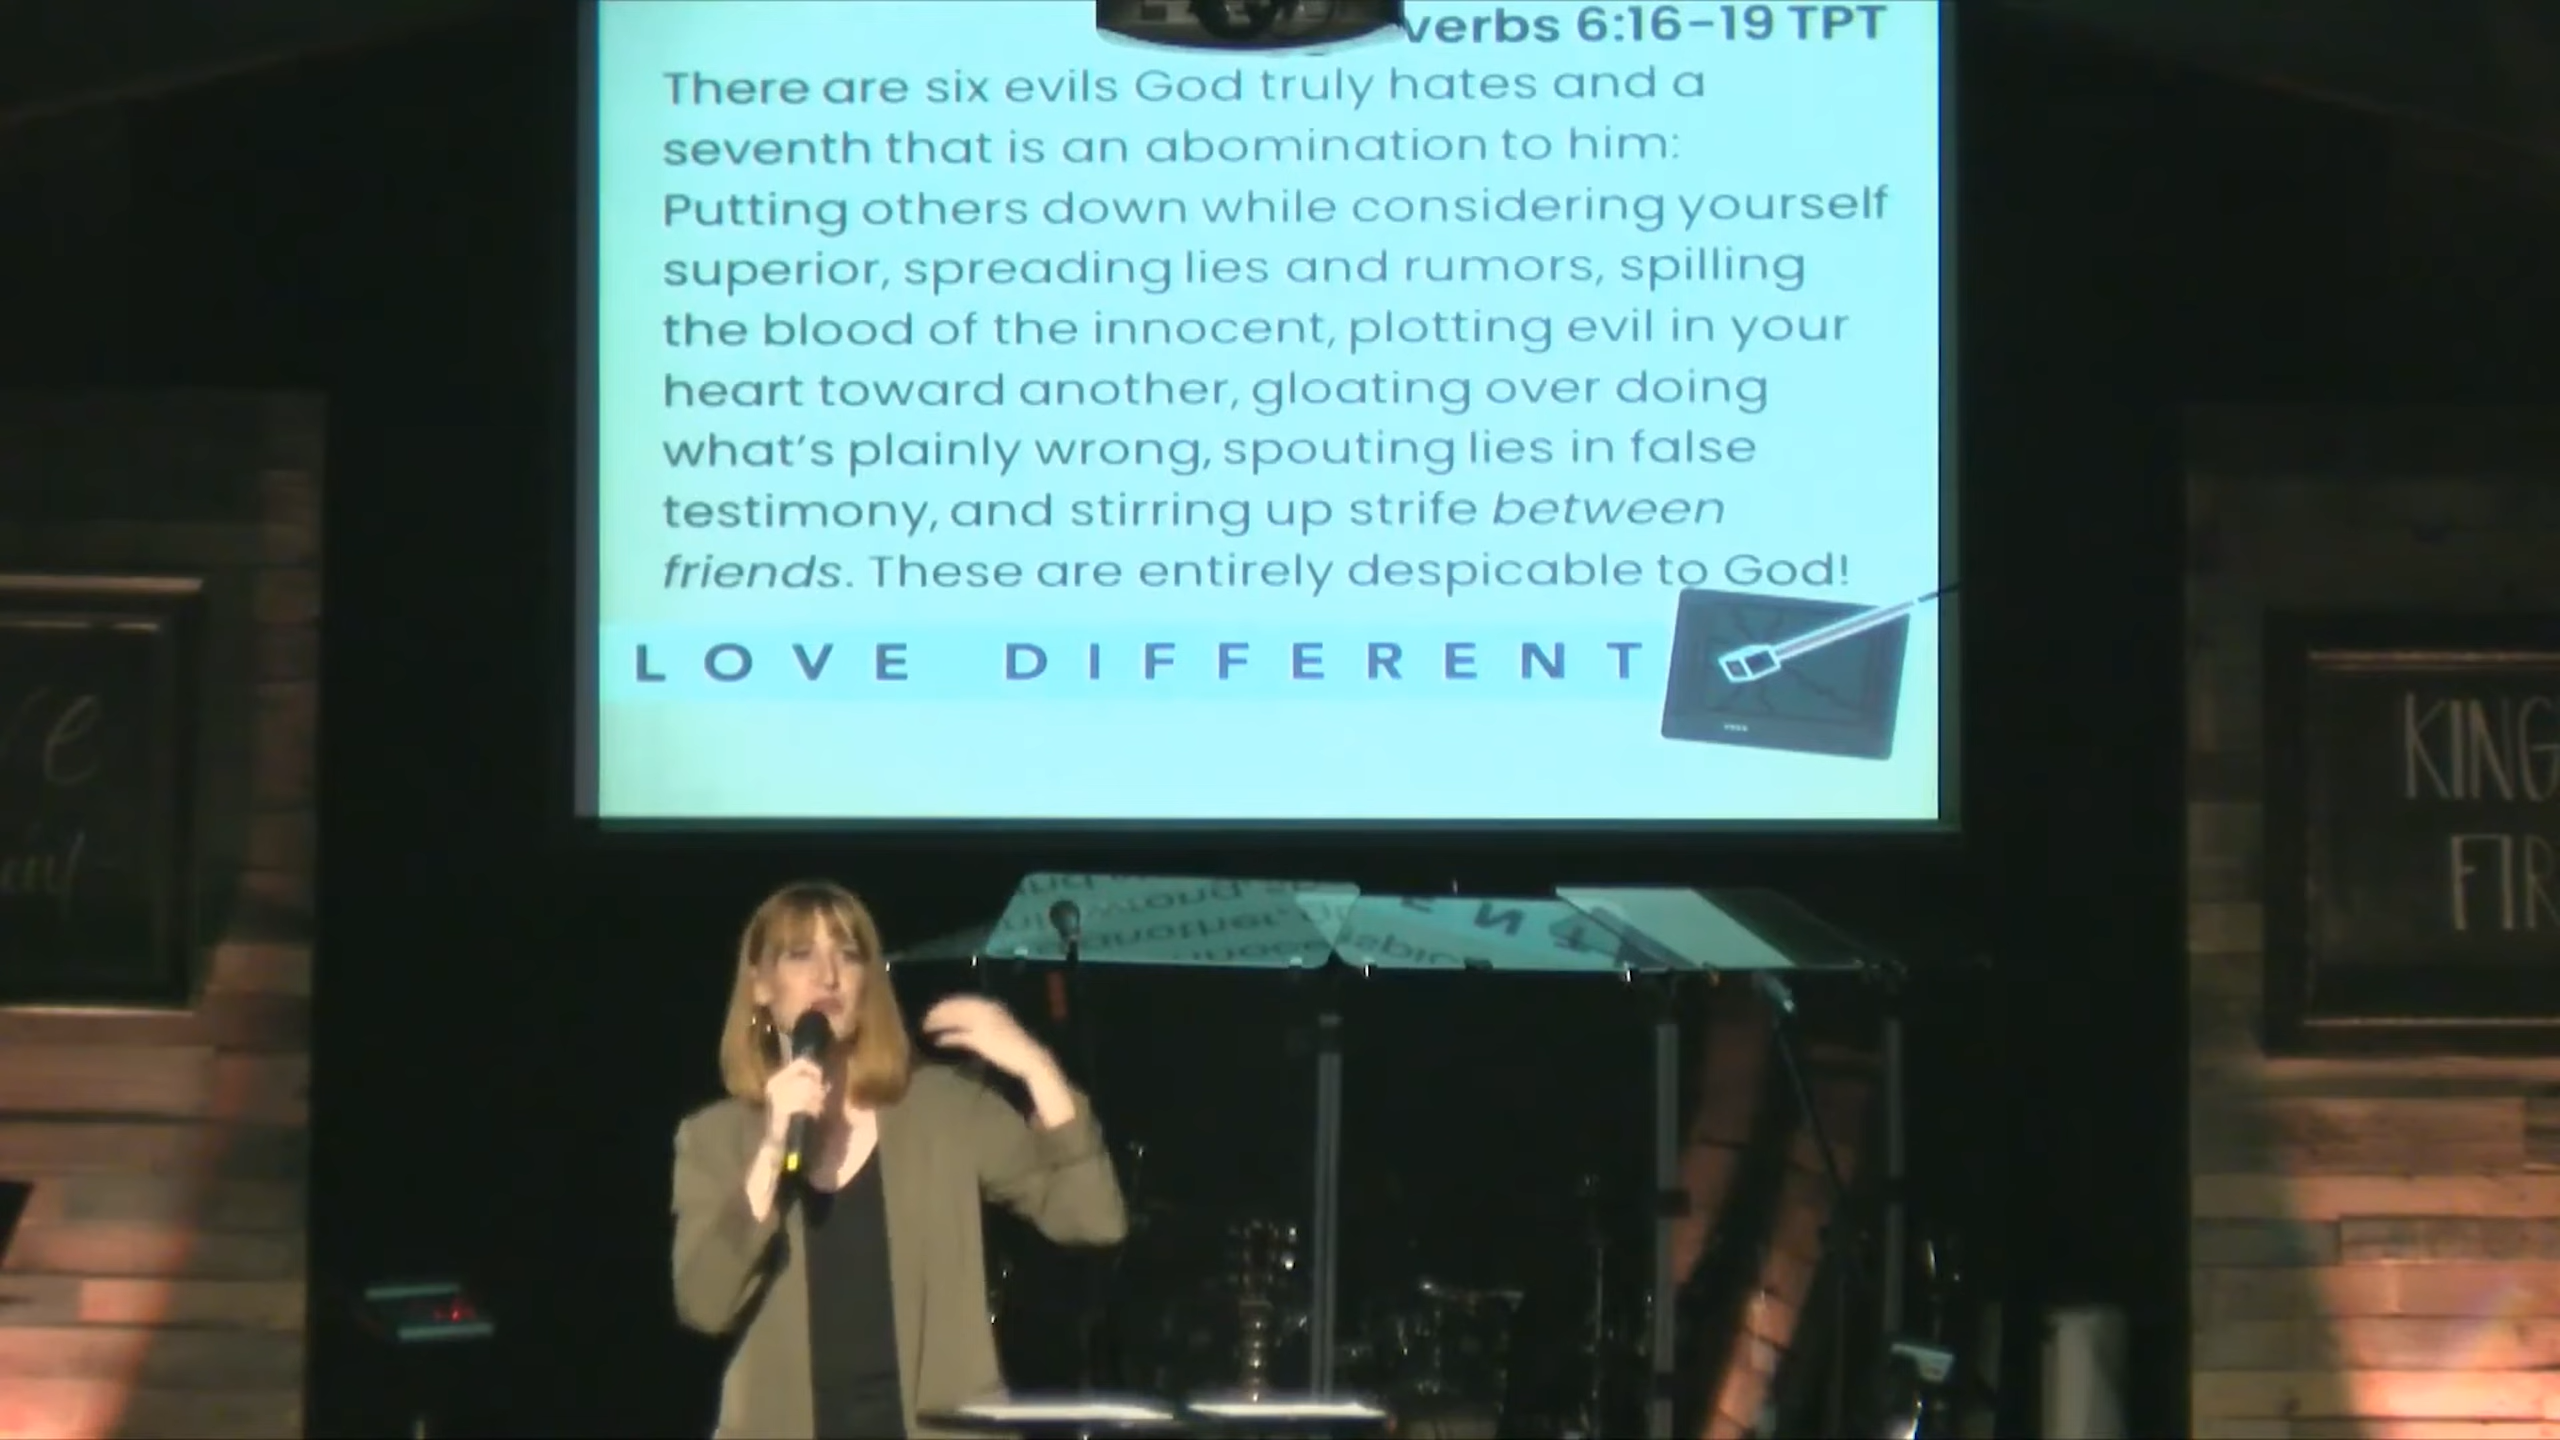 verbs 6:16-19 TPT
There are six evils God truly hates and a
seventh that is an abomination to him:
Putting others down while considering yourself
superior, spreading lies and rumors, spilling
the blood of the innocent, plotting evil in your
heart toward another, gloating over doing
what's plainly wrong, spouting lies in false
testimony, and stirring up strife between
friends. These are entirely despicable to God!
LOVE DIFFERENT
KING
FIR